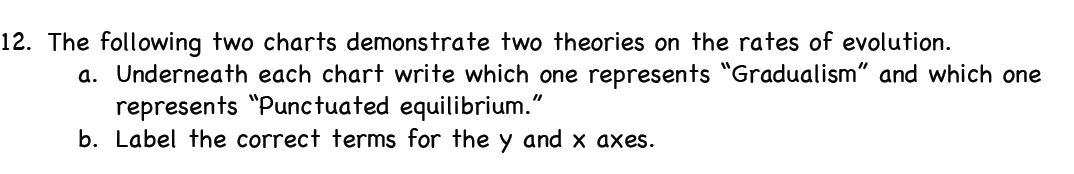 12. The following two charts demonstrate two theories on the rates of evolution.
a. Underneath each chart write which one represents “Gradualism” and which one
represents “Punctuated equilibrium.”
b. Label the correct terms for the y and x axes.